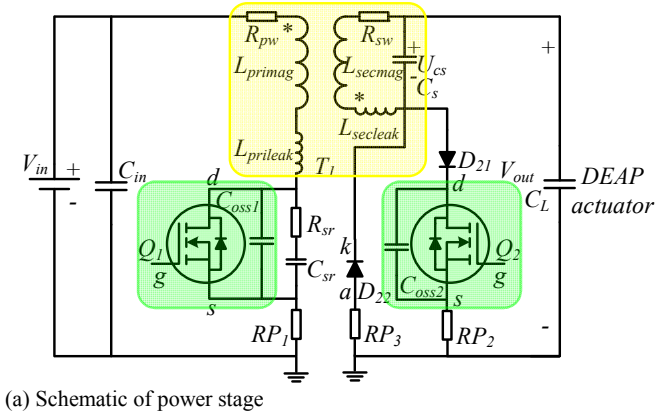 R_pw * R_sw +
L_primag L_secmag U_cs
- C_s
* L_secleak
L_prileak T_1
V_in + - C_in
D_21 V_out
+ C_L DEAP actuator
d C_oss1 R_sr d
Q_1 g k Q_2 g
C_sr a D_22 C_oss2
s s
RP_1 RP_3 RP_2 -
(a) Schematic of power stage